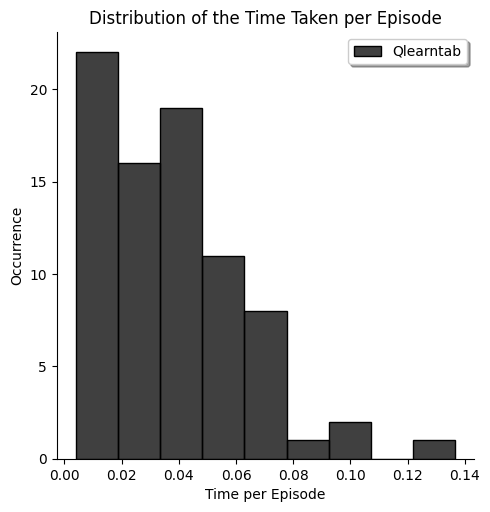 Distribution of the Time Taken per Episode
Qlearntab
20
15
10
5
0
Occurrence
0.00 0.02 0.04 0.06 0.08 0.10 0.12 0.14
Time per Episode